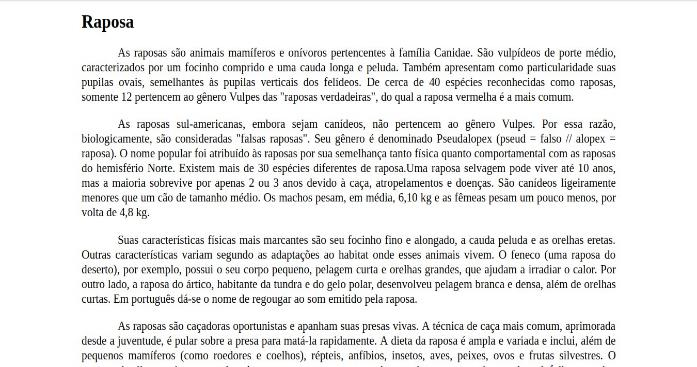 Raposa
As raposas são animais mamíferos e onívoros pertencentes à família Canidae. São vulpídeos de porte médio,
caracterizados por um focinho comprido e uma cauda longa e peluda. Também apresentam como particularidade suas
pupilas ovais, semelhantes às pupilas verticais dos felídeos. De cerca de 40 espécies reconhecidas como raposas,
somente 12 pertencem ao gênero Vulpes das "raposas verdadeiras", do qual a raposa vermelha é a mais comum.
As raposas sul-americanas, embora sejam canídeos, não pertencem ao gênero Vulpes. Por essa razão,
biologicamente, são consideradas "falsas raposas". Seu gênero é denominado Pseudalopex (pseud = falso // alopex =
raposa). O nome popular foi atribuído às raposas por sua semelhança tanto física quanto comportamental com as raposas
do hemisfério Norte. Existem mais de 30 espécies diferentes de raposa.Uma raposa selvagem pode viver até 10 anos,
mas a maioria sobrevive por apenas 2 ou 3 anos devido à caça, atropelamentos e doenças. São canídeos ligeiramente
menores que um cão de tamanho médio. Os machos pesam, em média, 6,10 kg e as fêmeas pesam um pouco menos, por
volta de 4,8 kg.
Suas características físicas mais marcantes são seu focinho fino e alongado, a cauda peluda e as orelhas eretas.
Outras características variam segundo as adaptações ao habitat onde esses animais vivem. O feneco (uma raposa do
deserto), por exemplo, possui o seu corpo pequeno, pelagem curta e orelhas grandes, que ajudam a irradiar o calor. Por
outro lado, a raposa do ártico, habitante da tundra e do gelo polar, desenvolveu pelagem branca e densa, além de orelhas
curtas. Em português dá-se o nome de regougar ao som emitido pela raposa.
As raposas são caçadoras oportunistas e apanham suas presas vivas. A técnica de caça mais comum, aprimorada
desde a juventude, é pular sobre a presa para matá-la rapidamente. A dieta da raposa é ampla e variada e inclui, além de
pequenos mamíferos (como roedores e coelhos), répteis, anfíbios, insetos, aves, peixes, ovos e frutas silvestres. O